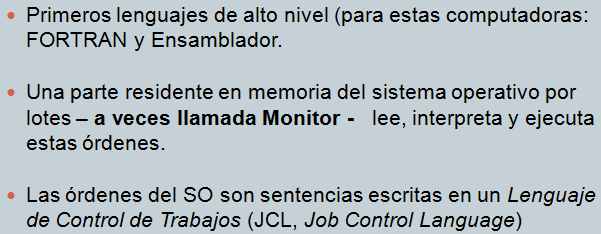 • Primeros lenguajes de alto nivel (para estas computadoras:
FORTRAN y Ensamblador.
• Una parte residente en memoria del sistema operativo por
lotes – a veces llamada Monitor - lee, interpreta y ejecuta
estas órdenes.
• Las órdenes del SO son sentencias escritas en un Lenguaje
de Control de Trabajos (JCL, Job Control Language)